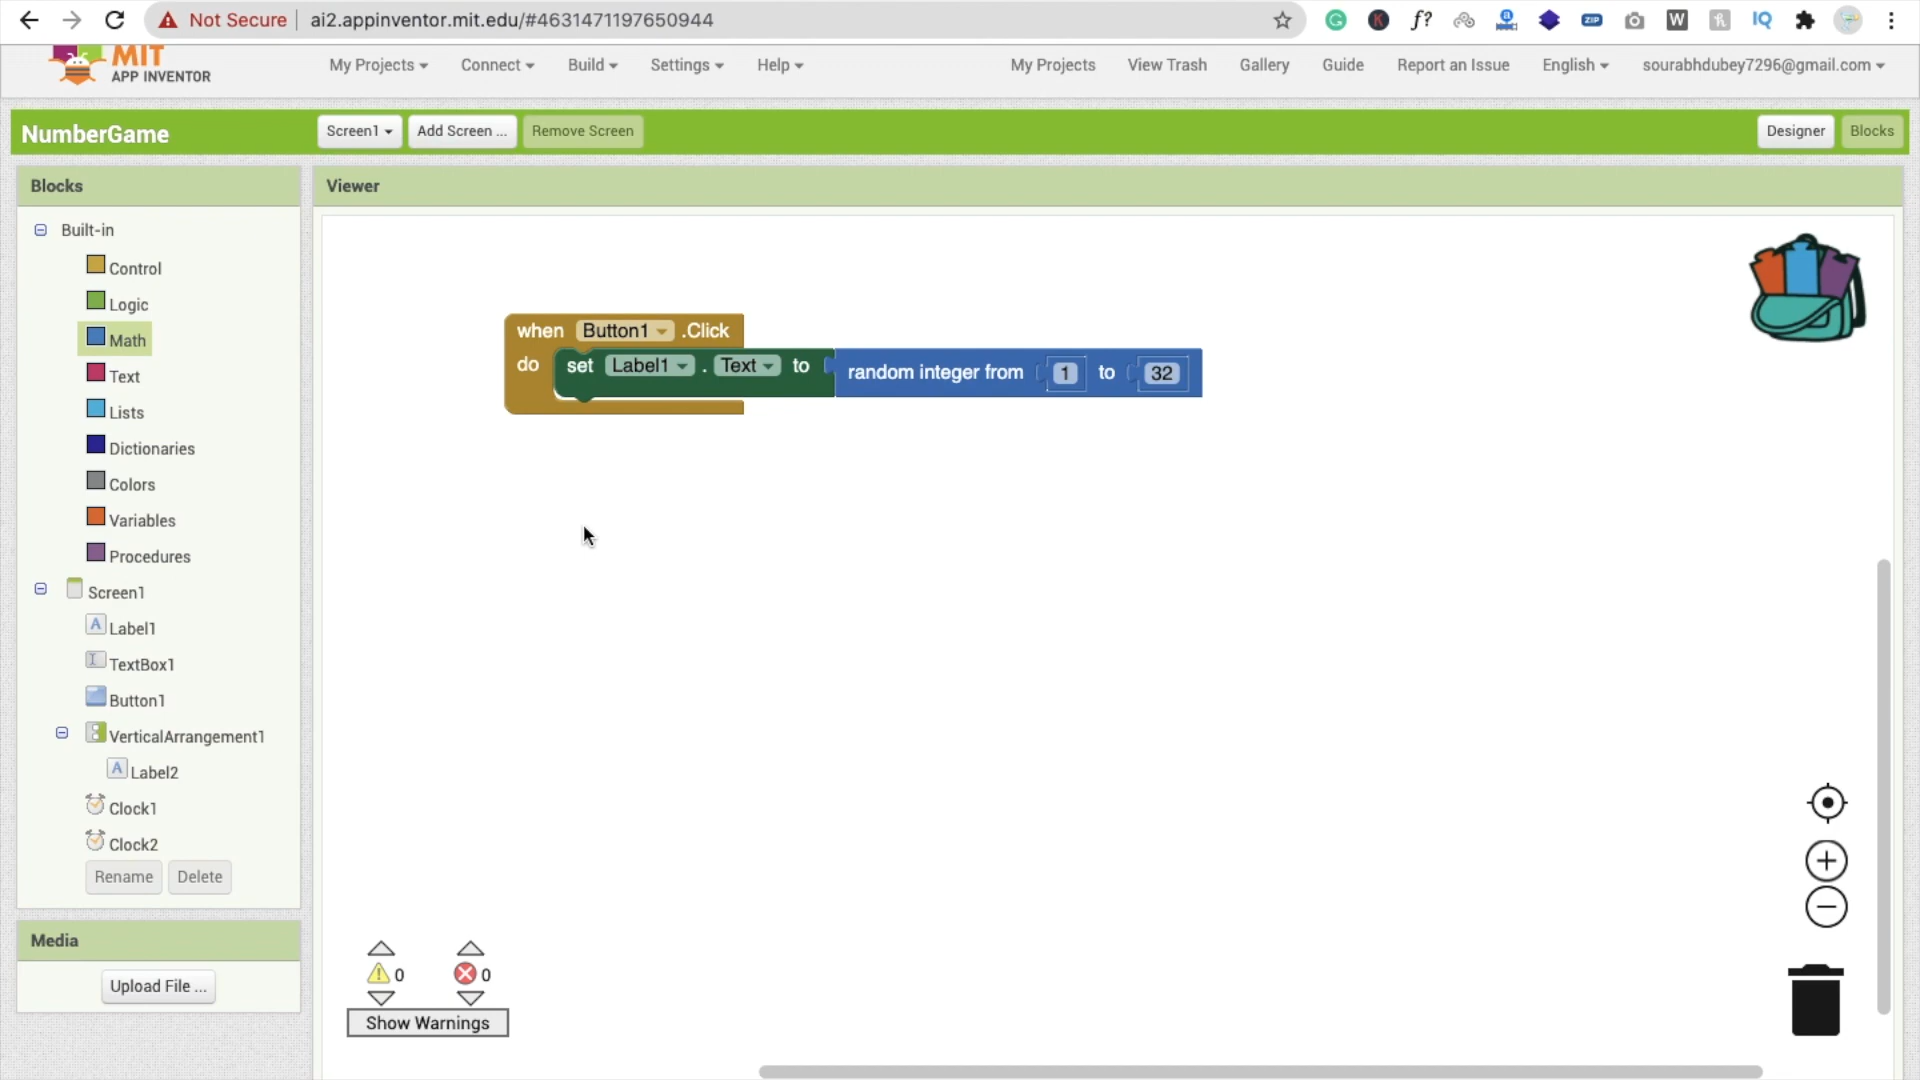 Not Secure ai2.appinventor.mit.edu/#4631471197650944
MIT
APP INVENTOR
My Projects Connect Build Settings Help My Projects View Trash Gallery Guide Report an Issue English sourabhdubey7296@gmail.com
NumberGame Screen1 Add Screen ... Remove Screen Designer Blocks
Blocks
Viewer
Built-in
Control
Logic
Math
Text
Lists
Dictionaries
Colors
Variables
Procedures
Screen1
Label1
TextBox1
Button1
VerticalArrangement1
Label2
Clock1
Clock2
Rename Delete
Media
Upload File ...
when Button1 .Click
do set Label1 . Text to random integer from 1 to 32
0 0
Show Warnings